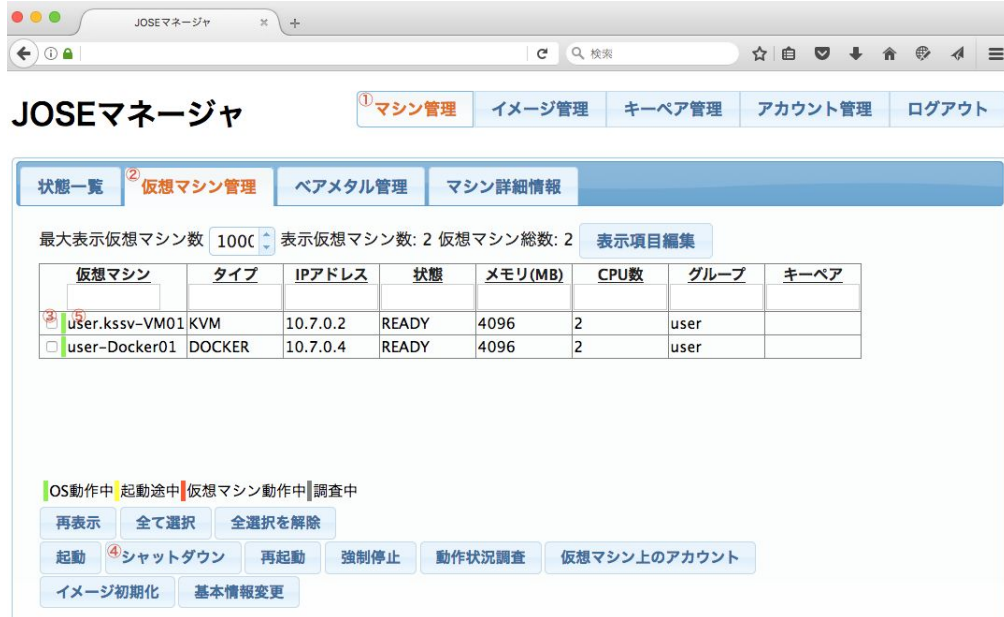 JOSEマネージャ
検索
JOSEマネージャ
①マシン管理 イメージ管理 キーペア管理 アカウント管理 ログアウト
状態一覧 ②仮想マシン管理 ベアメタル管理 マシン詳細情報
最大表示仮想マシン数 1000 表示仮想マシン数: 2 仮想マシン総数: 2 表示項目編集
仮想マシン タイプ IPアドレス 状態 メモリ(MB) CPU数 グループ キーペア
③ ⑤user.kssv-VM01 KVM 10.7.0.2 READY 4096 2 user
user-Docker01 DOCKER 10.7.0.4 READY 4096 2 user
OS動作中 起動途中 仮想マシン動作中 調査中
再表示 全て選択 全選択を解除
起動 ④シャットダウン 再起動 強制停止 動作状況調査 仮想マシン上のアカウント
イメージ初期化 基本情報変更